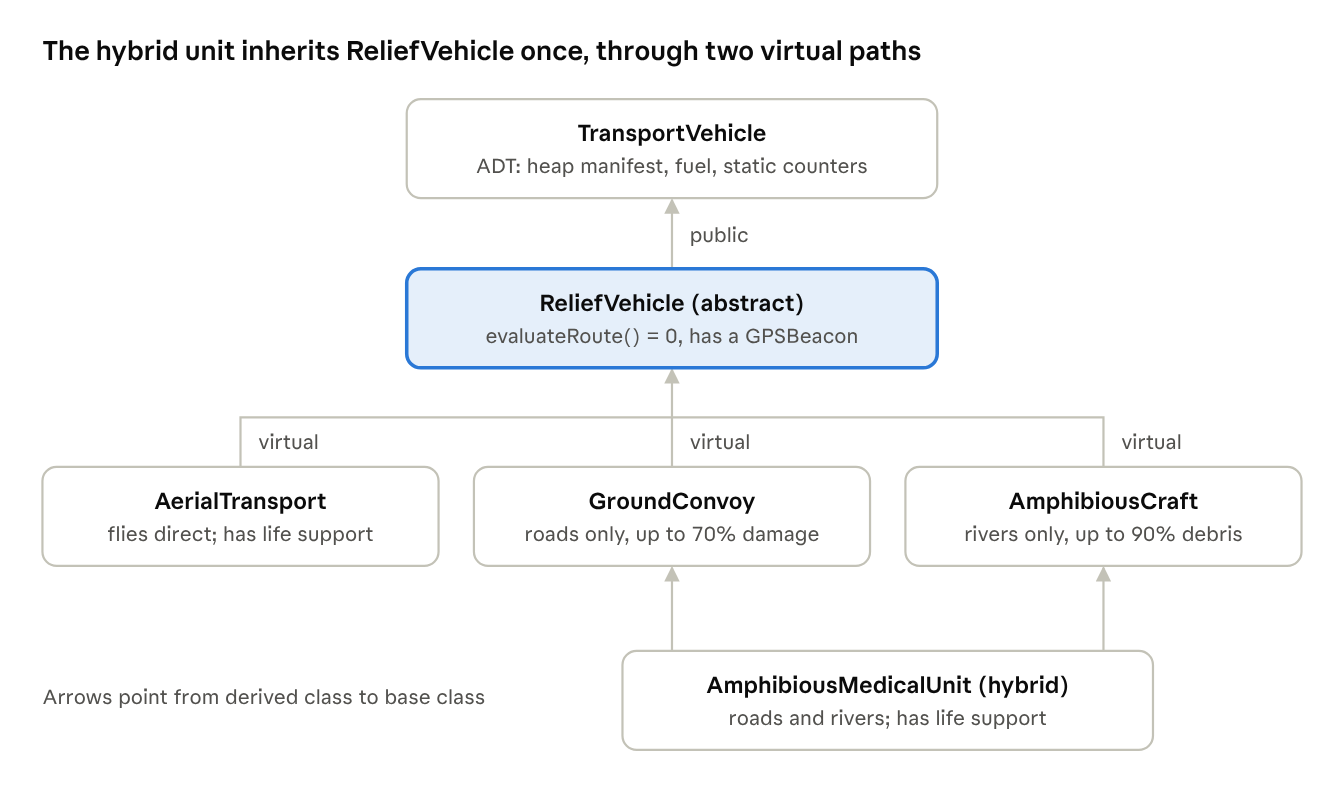 The hybrid unit inherits ReliefVehicle once, through two virtual paths
TransportVehicle
ADT: heap manifest, fuel, static counters
public
ReliefVehicle (abstract)
evaluateRoute() = 0, has a GPSBeacon
virtual
virtual
virtual
AerialTransport
flies direct; has life support
GroundConvoy
roads only, up to 70% damage
AmphibiousCraft
rivers only, up to 90% debris
AmphibiousMedicalUnit (hybrid)
roads and rivers; has life support
Arrows point from derived class to base class